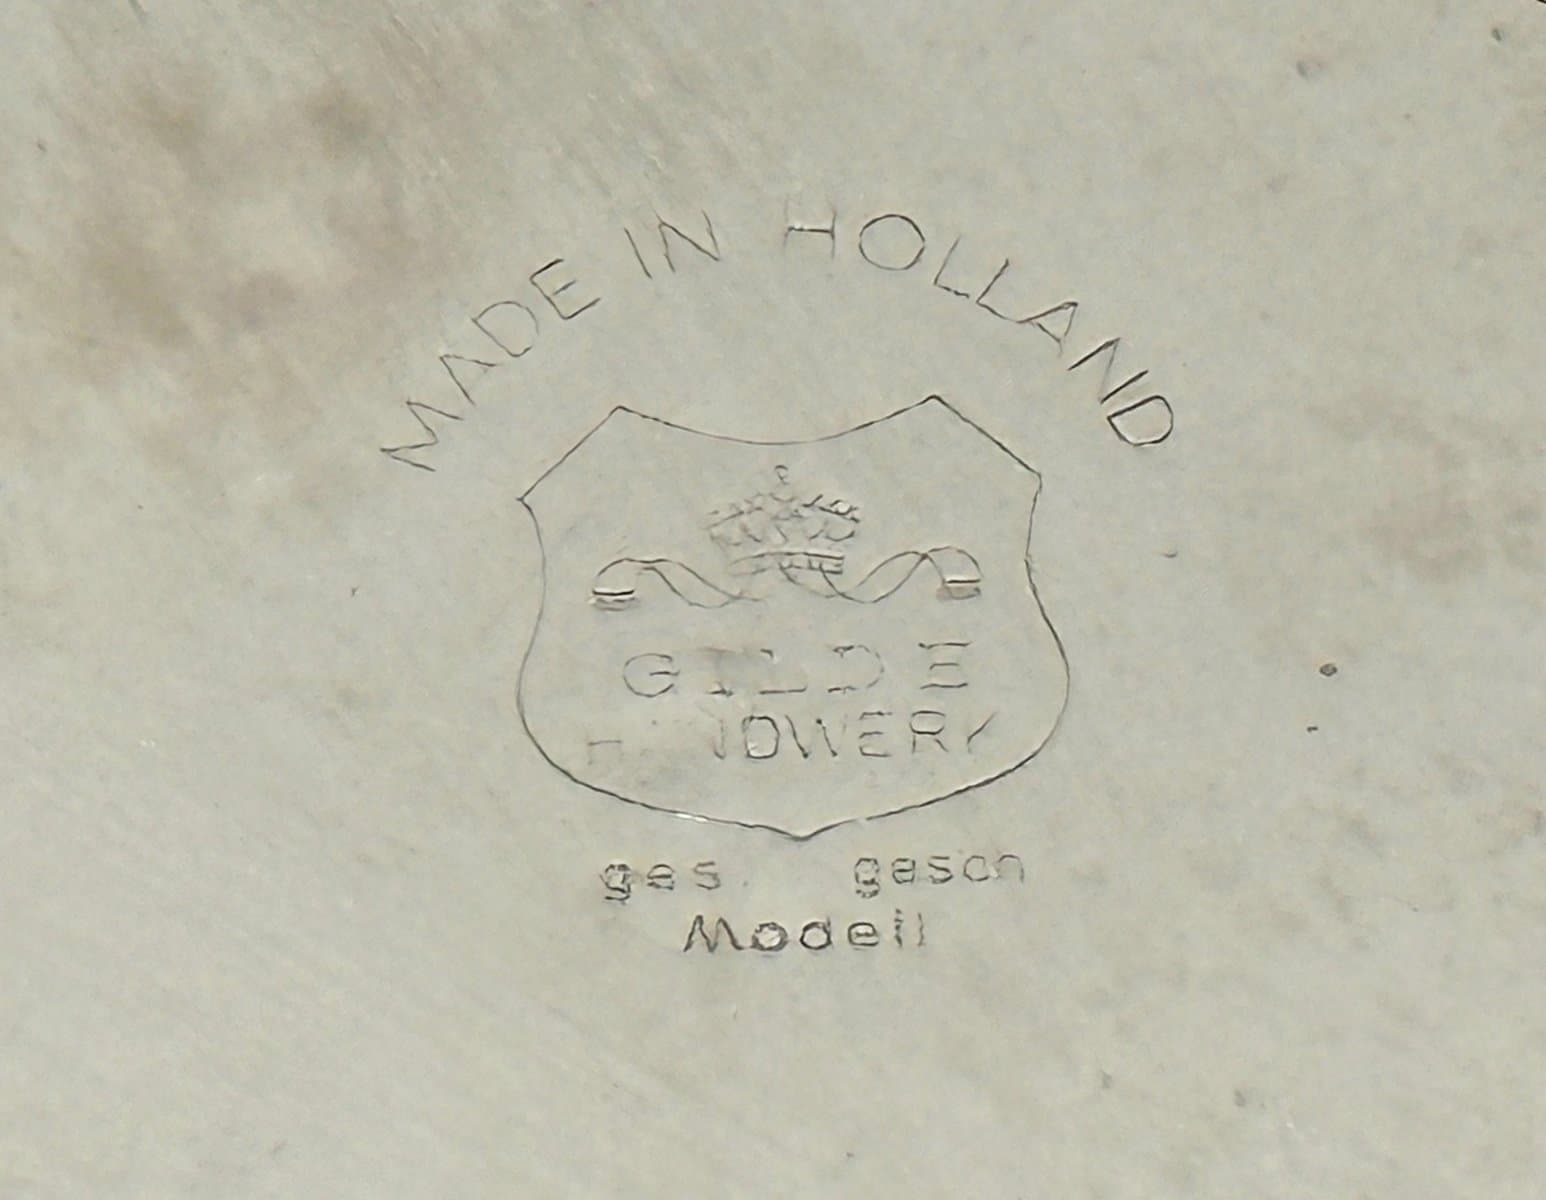 MADE IN HOLLAND
GILDE
ges. gesch
Modell